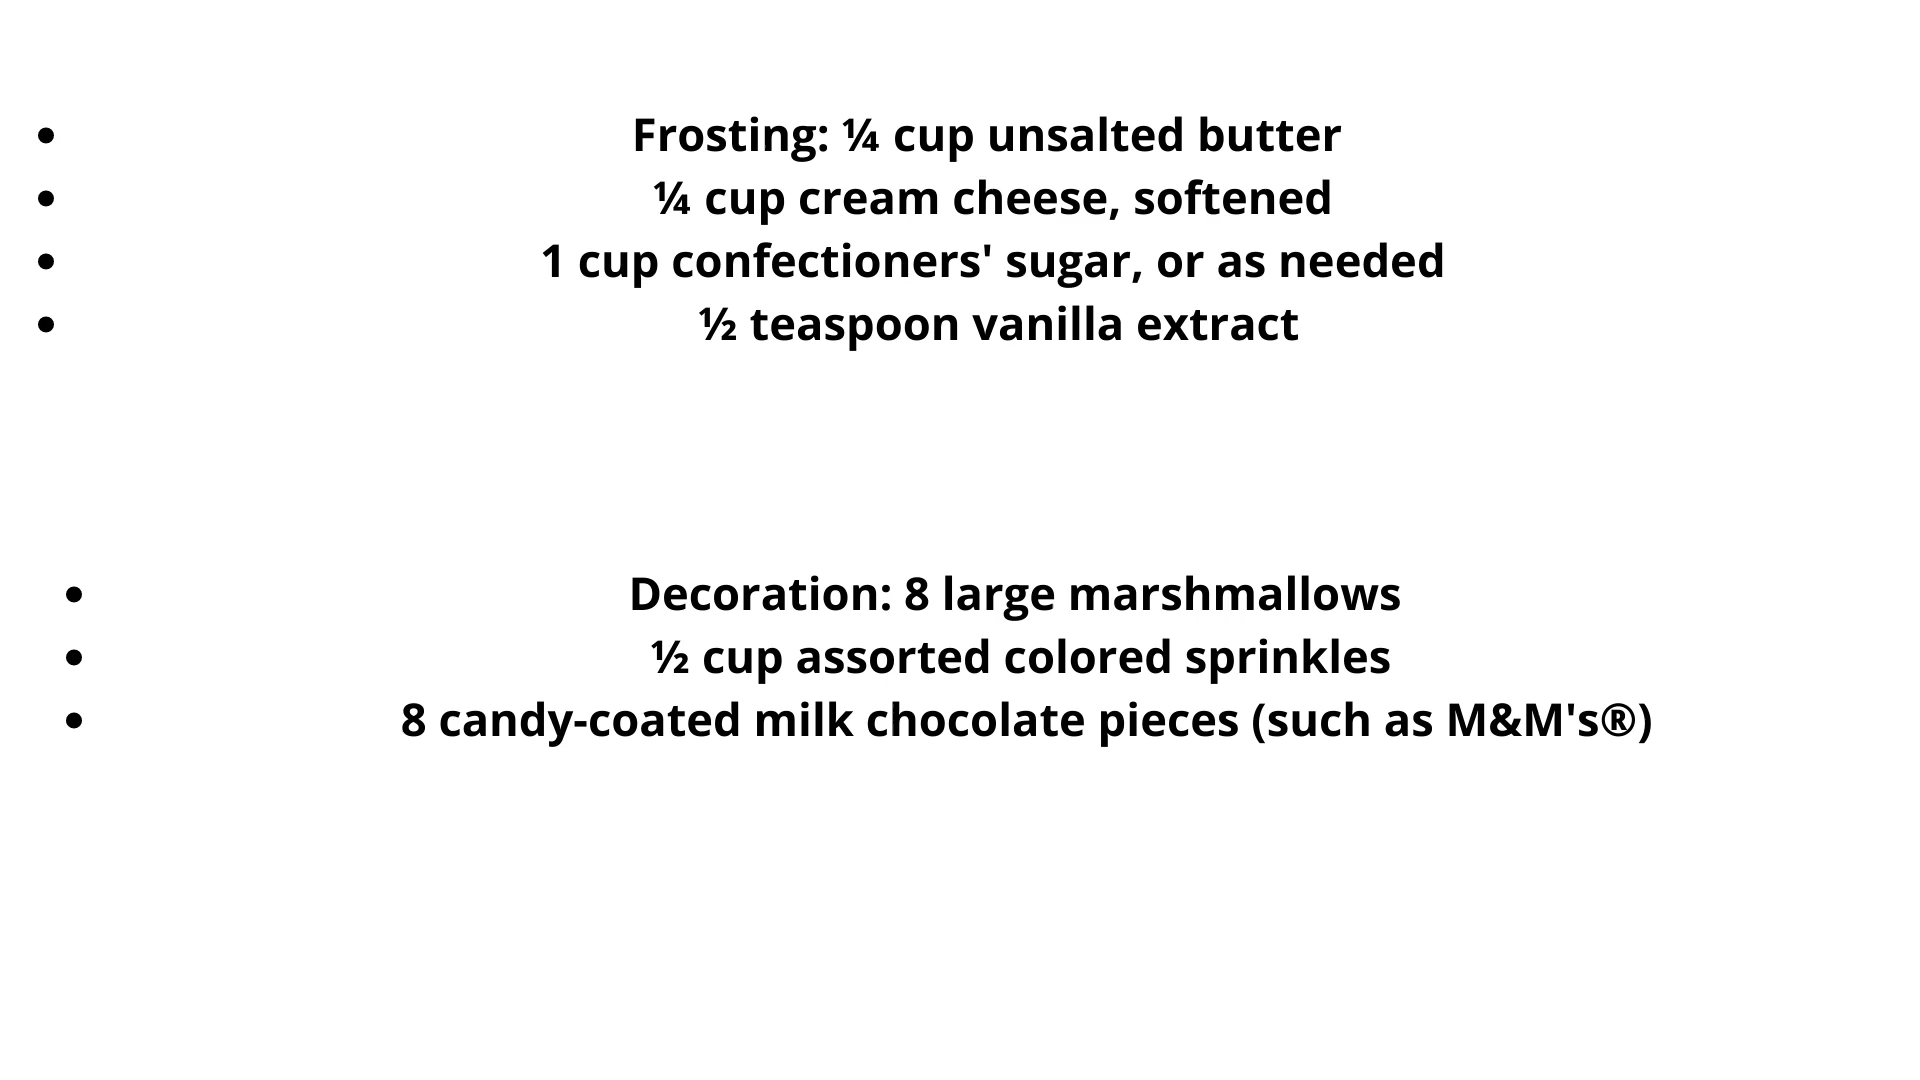 • Frosting: ¼ cup unsalted butter
• ¼ cup cream cheese, softened
• 1 cup confectioners' sugar, or as needed
• ½ teaspoon vanilla extract
• Decoration: 8 large marshmallows
• ½ cup assorted colored sprinkles
• 8 candy-coated milk chocolate pieces (such as M&M's®)